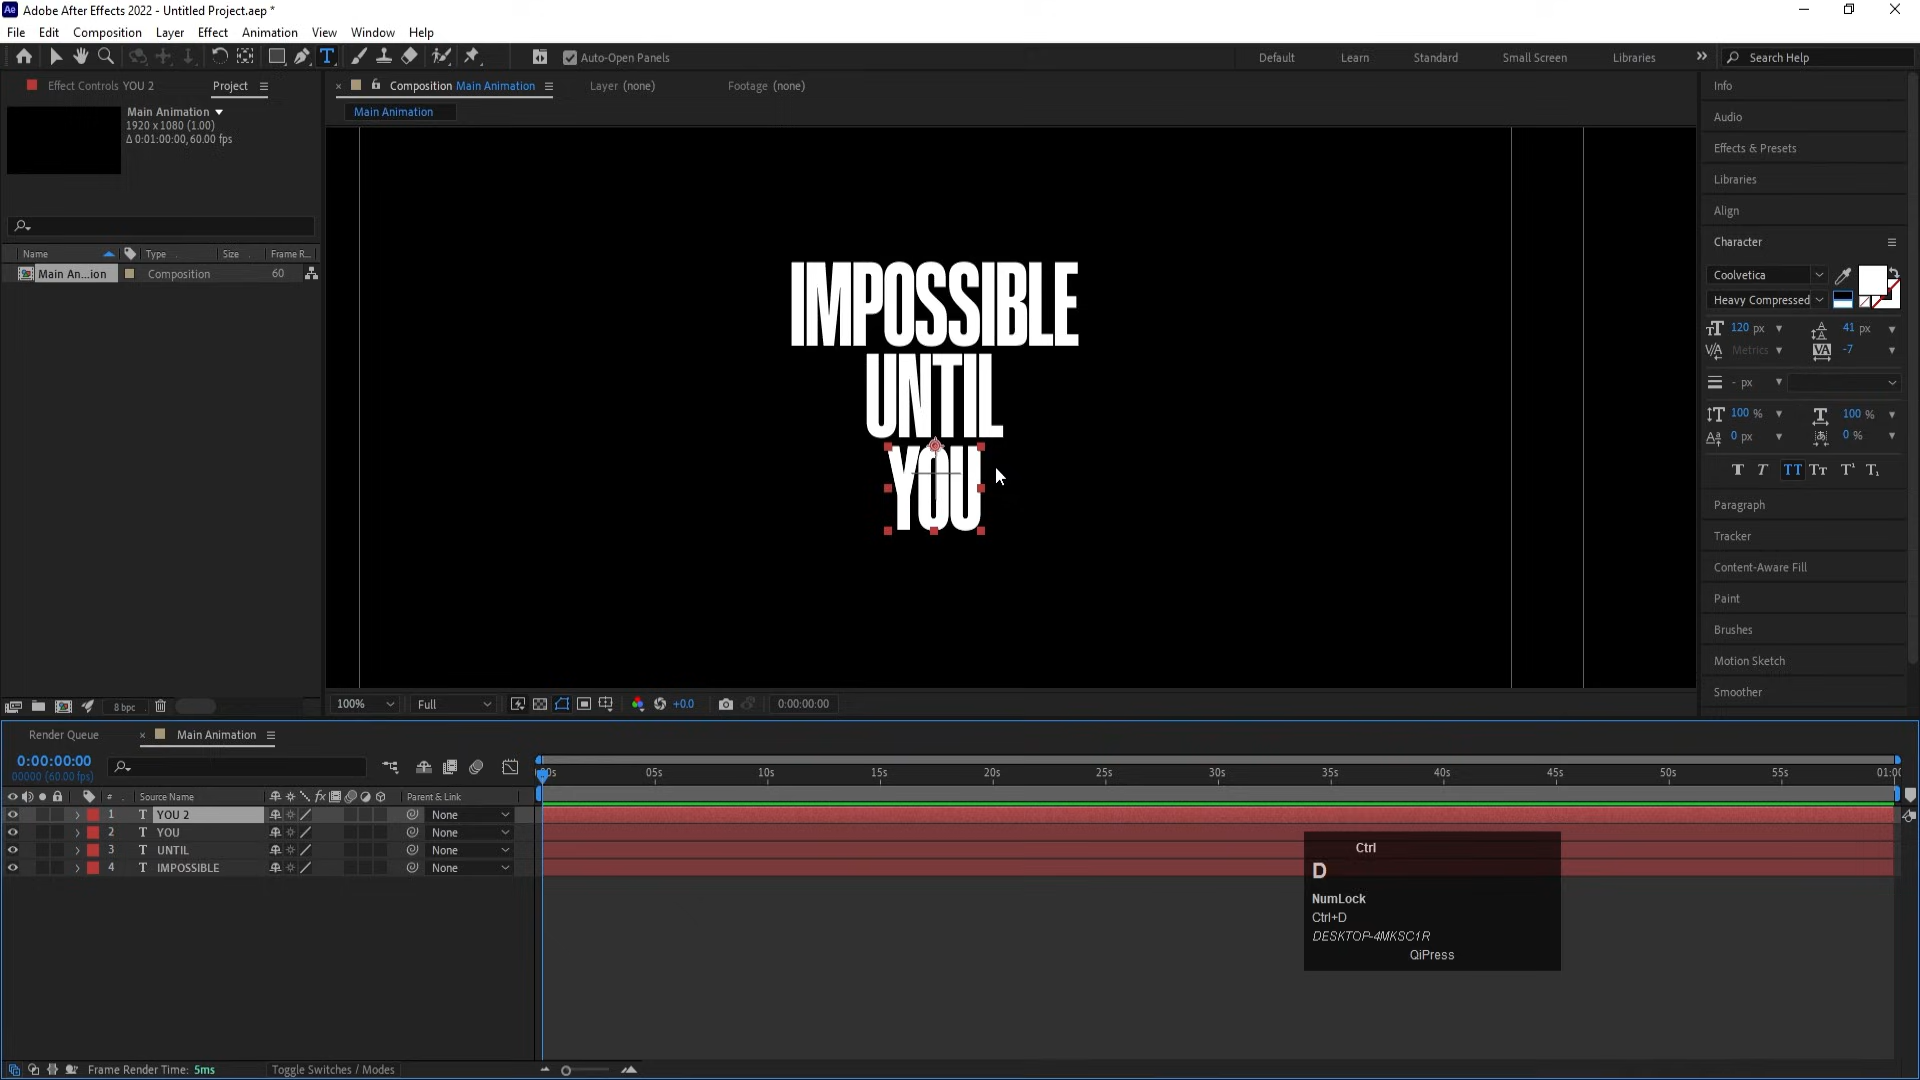 Ae Adobe After Effects 2022 - Untitled Project.aep *
File Edit Composition Layer Effect Animation View Window Help
Auto-Open Panels Default Learn Standard Small Screen Libraries Search Help
Effect Controls YOU 2 Project
Composition Main Animation Layer (none) Footage (none)
Main Animation
Main Animation
1920 x 1080 (1.00)
Δ 0:01:00:00, 60.00 fps
Name Type Size Frame R...
Main An...ion Composition 60
IMPOSSIBLE
UNTIL
YOU
Info
Audio
Effects & Presets
Libraries
Align
Character
Coolvetica
Heavy Compressed
120 px 41 px
Metrics -7
- px
100 % 100 %
0 px 0 %
Paragraph
Tracker
Content-Aware Fill
Paint
Brushes
Motion Sketch
Smoother
8 bpc
100% Full +0.0 0:00:00:00
Render Queue Main Animation
0:00:00:00
00000 (60.00 fps)
:00s 05s 10s 15s 20s 25s 30s 35s 40s 45s 50s 55s 01:00
# Source Name fx Parent & Link
1 T YOU 2 None
2 T YOU None
3 T UNTIL None
4 T IMPOSSIBLE None
Ctrl
D
NumLock
Ctrl+D
DESKTOP-4MKSC1R
QiPress
Frame Render Time: 5ms Toggle Switches / Modes